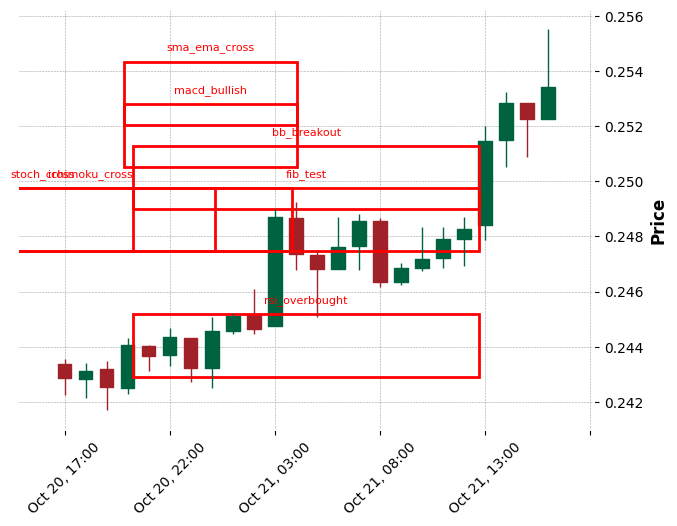 0.256
sma_ema_cross
0.254
macd_bullish
0.252
bb_breakout
stoch_cross
ichimoku_cross
fib_test
0.250
0.248
Price
0.246
rsi_overbought
0.244
0.242
Oct 20, 17:00
Oct 20, 22:00
Oct 21, 03:00
Oct 21, 08:00
Oct 21, 13:00